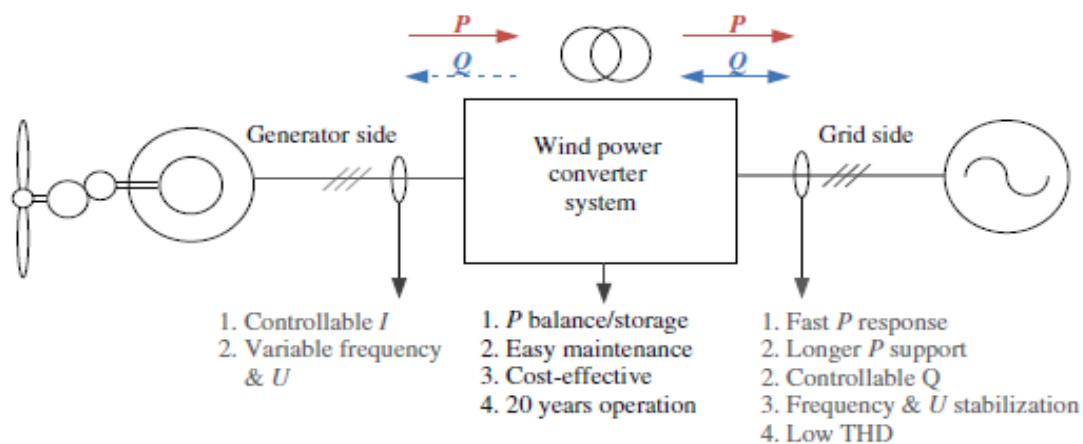 P
P
Q
Q
Generator side
Wind power
converter
system
Grid side
1. Controllable I
2. Variable frequency
& U
1. P balance/storage
2. Easy maintenance
3. Cost-effective
4. 20 years operation
1. Fast P response
2. Longer P support
2. Controllable Q
3. Frequency & U stabilization
4. Low THD